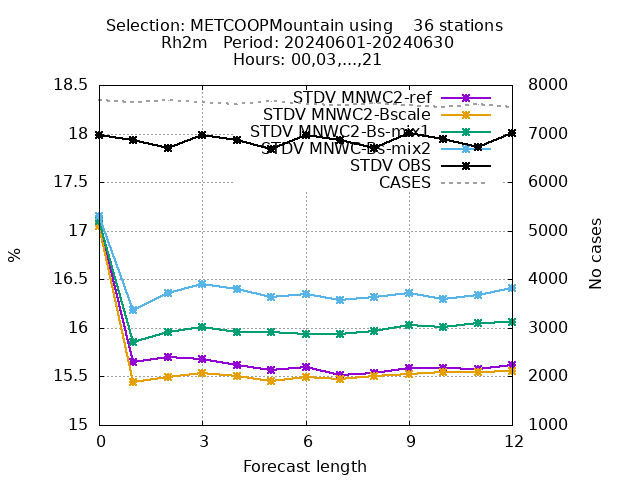 Selection: METCOOPMountain using    36 stations
Rh2m   Period: 20240601-20240630
Hours: 00,03,...,21
18.5
18
17.5
17
16.5
16
15.5
15
8000
7000
6000
5000
4000
3000
2000
1000
STDV MNWC2-ref
STDV MNWC2-Bscale
STDV MNWC2-Bs-mix1
STDV MNWC-Bs-mix2
STDV OBS
CASES
%
No cases
0
3
6
9
12
Forecast length